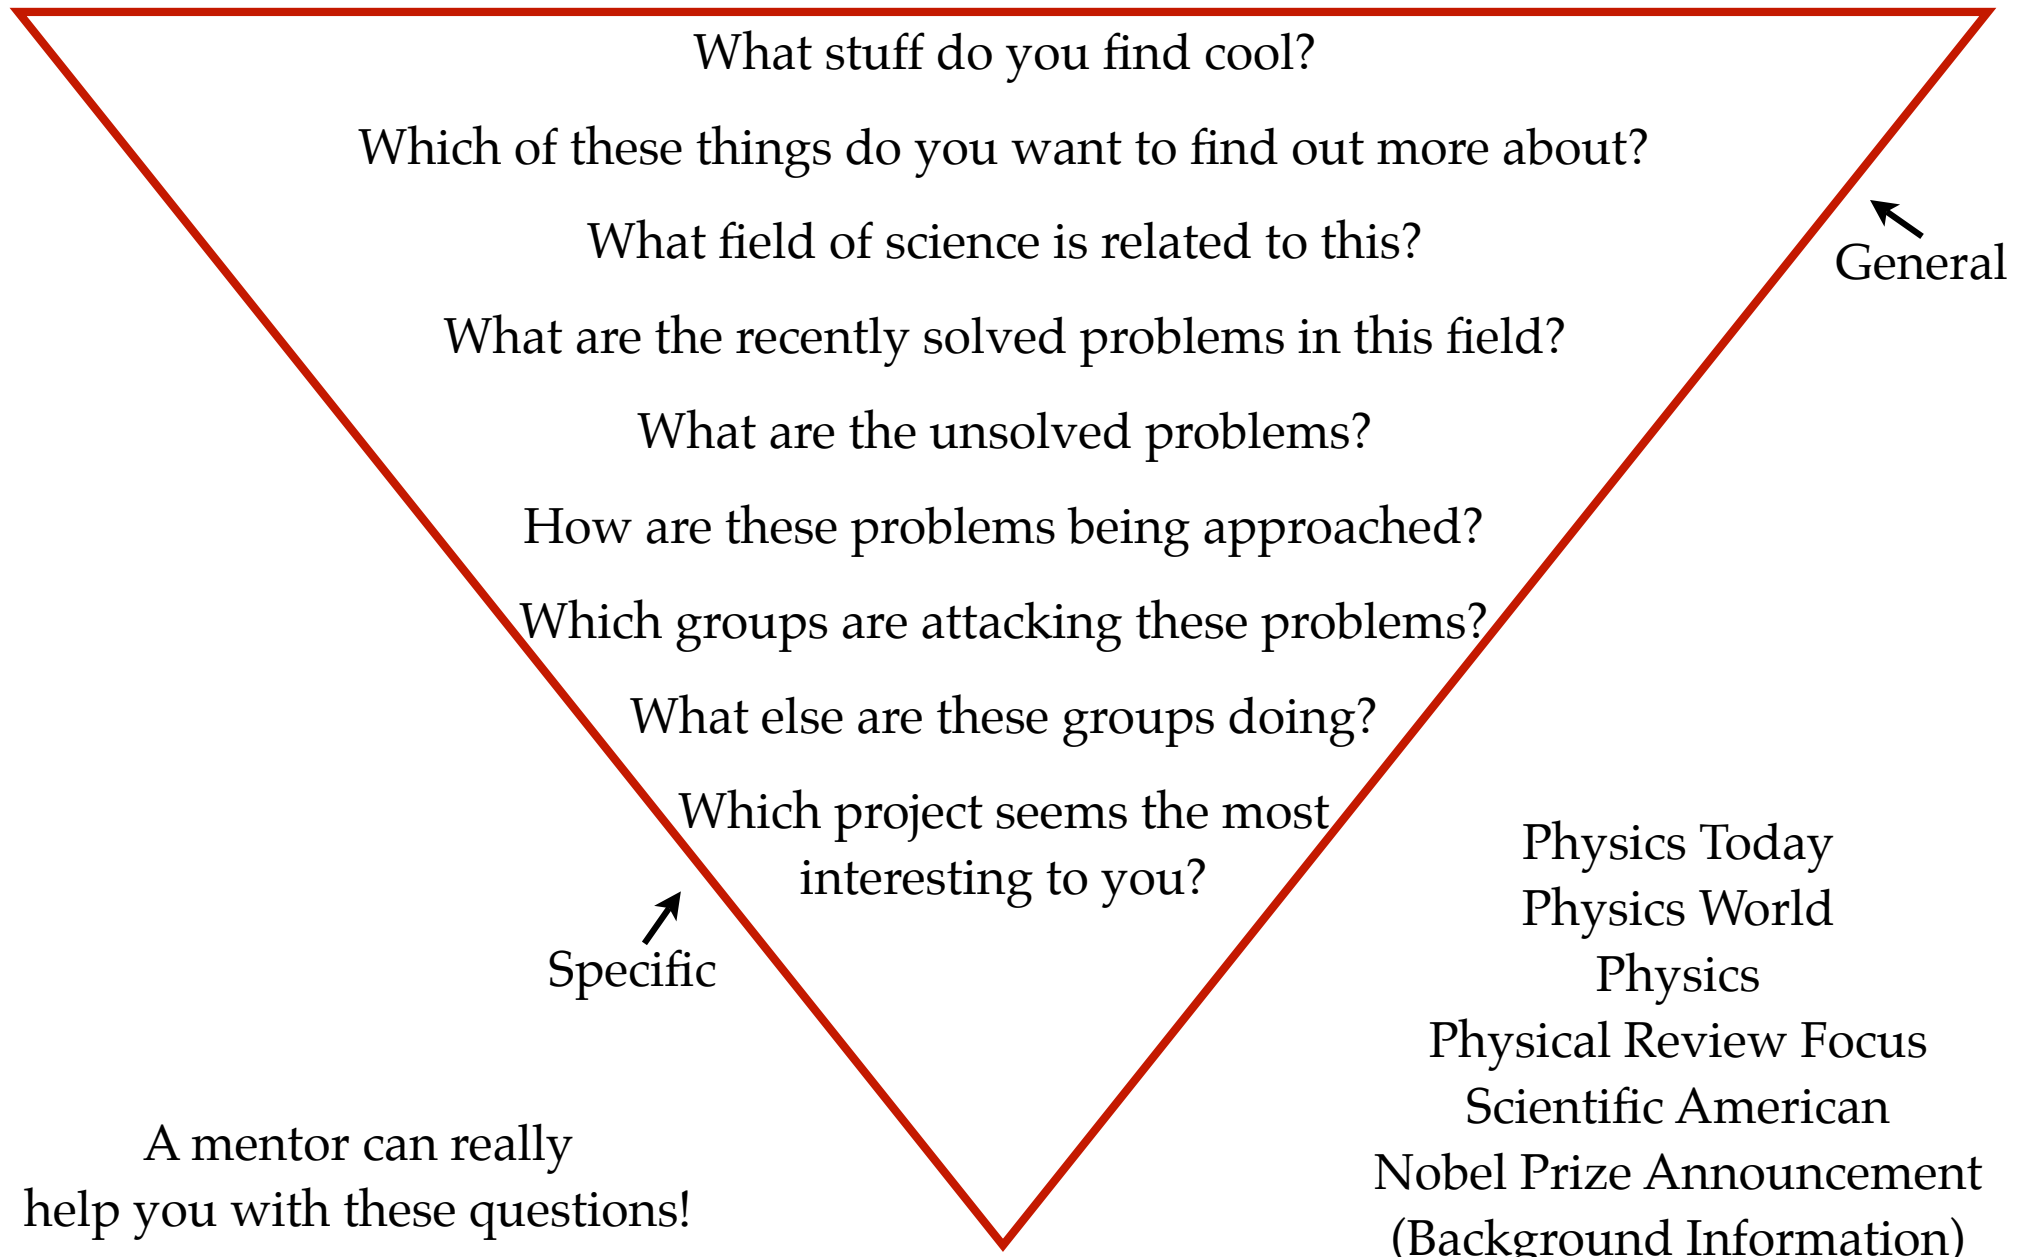 What stuff do you find cool?
Which of these things do you want to find out more about?
What field of science is related to this?
General
What are the recently solved problems in this field?
What are the unsolved problems?
How are these problems being approached?
Which groups are attacking these problems?
What else are these groups doing?
Which project seems the most
interesting to you?
Specific
Physics Today
Physics World
Physics
Physical Review Focus
Scientific American
Nobel Prize Announcement
(Background Information)
A mentor can really
help you with these questions!